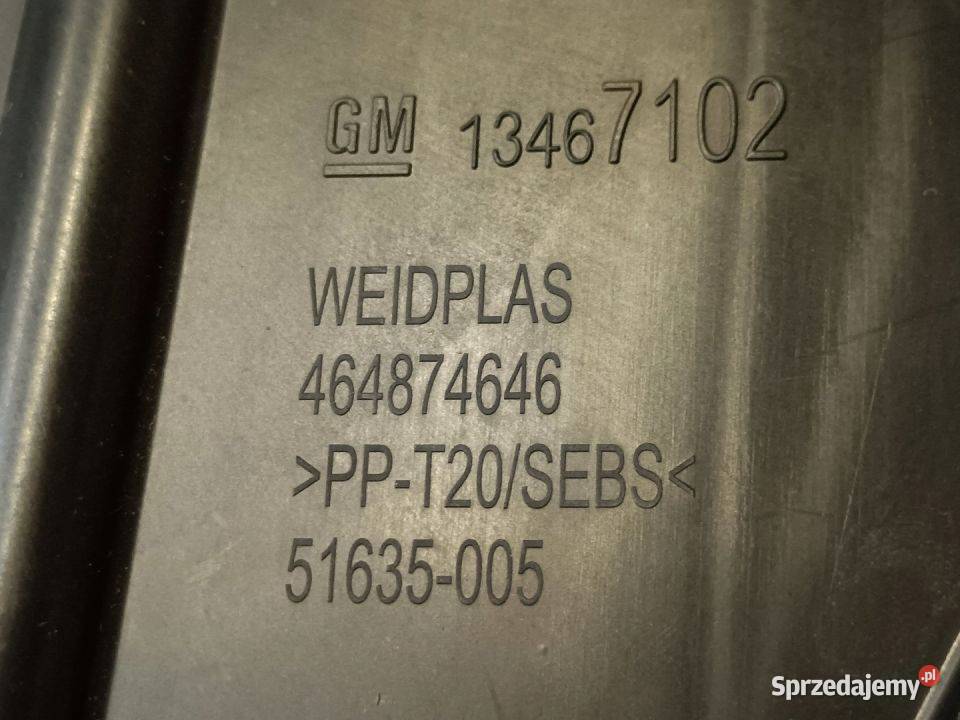 GM 13467102
WEIDPLAS
464874646
>PP-T20/SEBS<
51635-005
Sprzedajemy.pl